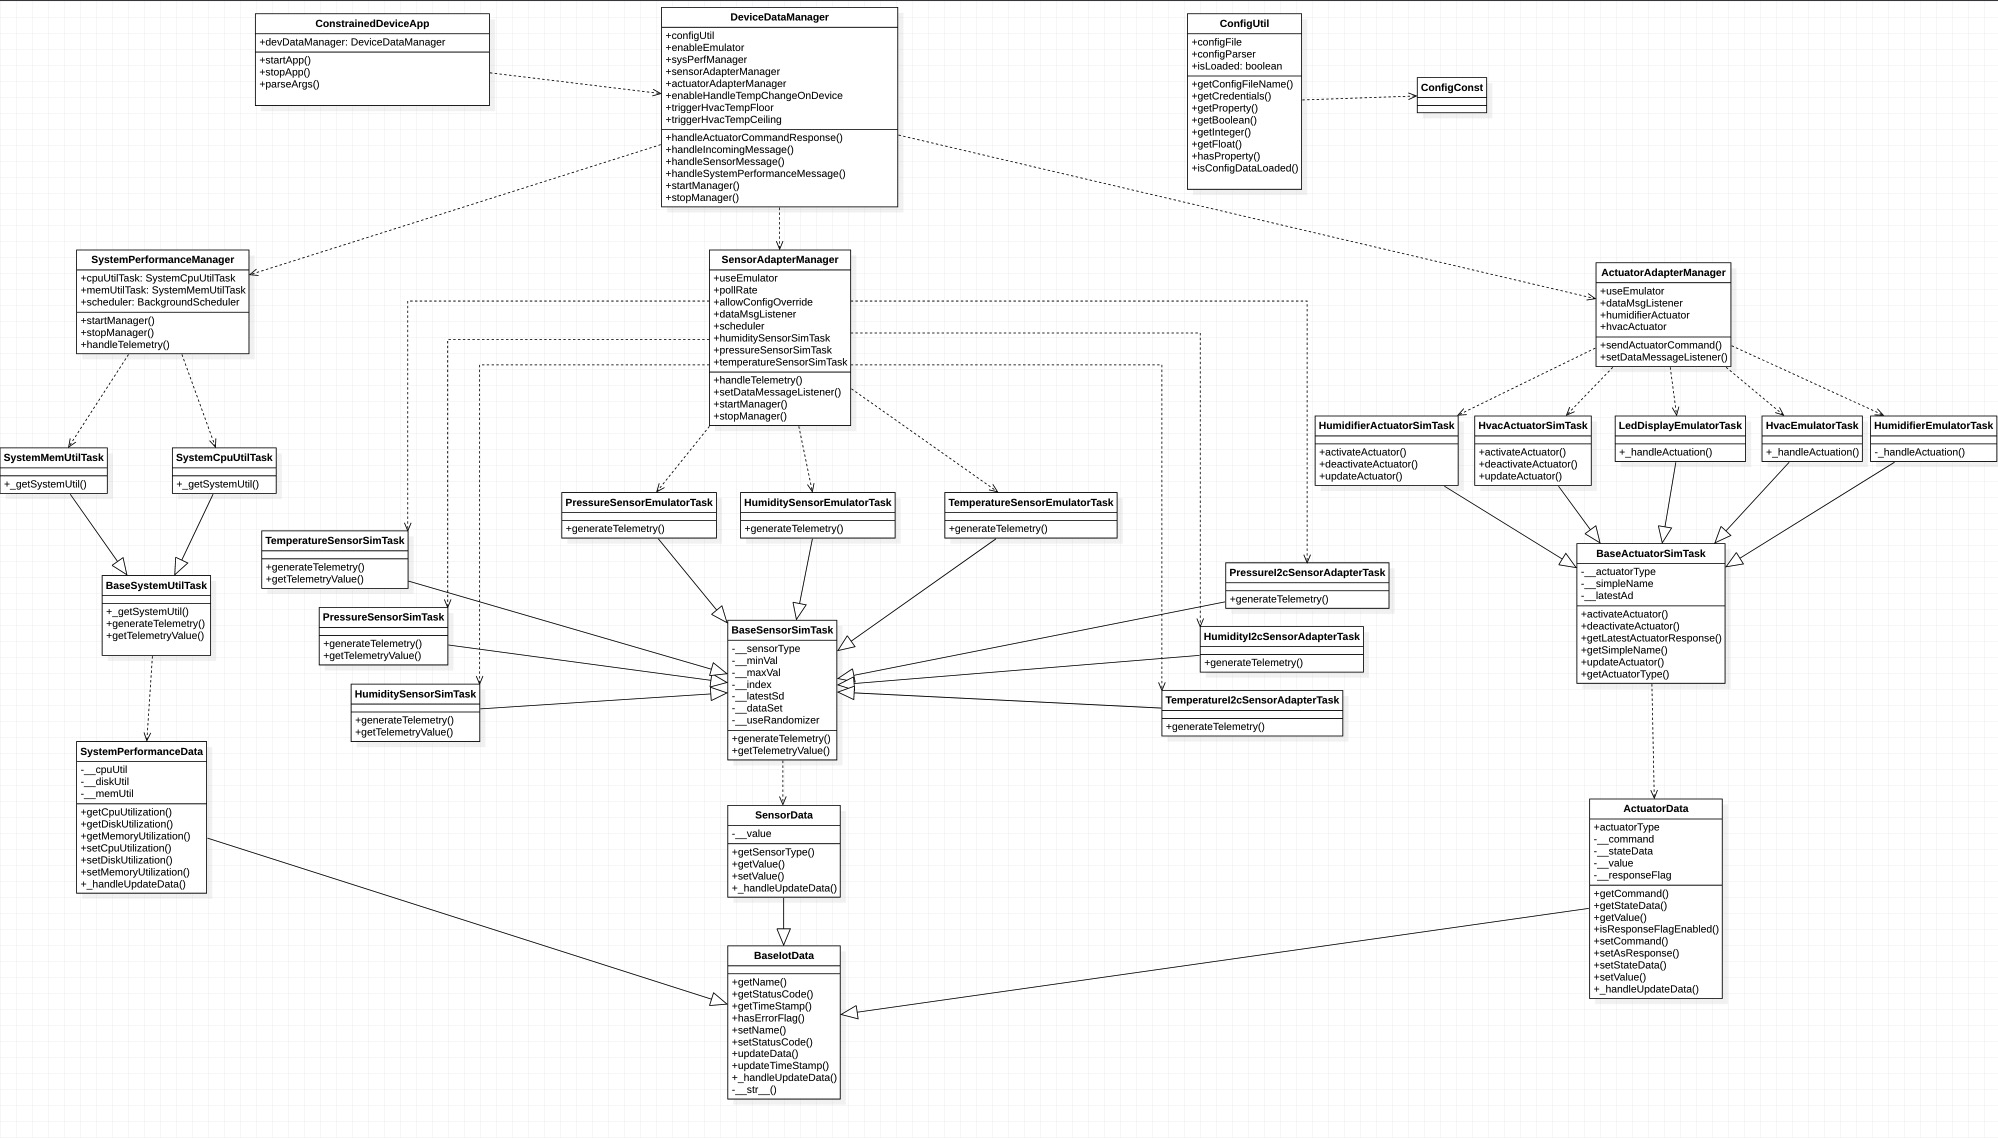 ConstrainedDeviceApp
+devDataManager: DeviceDataManager
+startApp()
+stopApp()
+parseArgs()
DeviceDataManager
+configUtil
+enableEmulator
+sysPerfManager
+sensorAdapterManager
+actuatorAdapterManager
+enableHandleTempChangeOnDevice
+triggerHvacTempFloor
+triggerHvacTempCeiling
+handleActuatorCommandResponse()
+handleIncomingMessage()
+handleSensorMessage()
+handleSystemPerformanceMessage()
+startManager()
+stopManager()
ConfigUtil
+configFile
+configParser
+isLoaded: boolean
+getConfigFileName()
+getCredentials()
+getProperty()
+getBoolean()
+getInteger()
+getFloat()
+hasProperty()
+isConfigDataLoaded()
ConfigConst
SystemPerformanceManager
+cpuUtilTask: SystemCpuUtilTask
+memUtilTask: SystemMemUtilTask
+scheduler: BackgroundScheduler
+startManager()
+stopManager()
+handleTelemetry()
SensorAdapterManager
+useEmulator
+pollRate
+allowConfigOverride
+dataMsgListener
+scheduler
+humiditySensorSimTask
+pressureSensorSimTask
+temperatureSensorSimTask
+handleTelemetry()
+setDataMessageListener()
+startManager()
+stopManager()
ActuatorAdapterManager
+useEmulator
+dataMsgListener
+humidifierActuator
+hvacActuator
+sendActuatorCommand()
+setDataMessageListener()
SystemMemUtilTask
+_getSystemUtil()
SystemCpuUtilTask
+_getSystemUtil()
HumidifierActuatorSimTask
+activateActuator()
+deactivateActuator()
+updateActuator()
HvacActuatorSimTask
+activateActuator()
+deactivateActuator()
+updateActuator()
LedDisplayEmulatorTask
+_handleActuation()
HvacEmulatorTask
+_handleActuation()
HumidifierEmulatorTask
-_handleActuation()
PressureSensorEmulatorTask
+generateTelemetry()
HumiditySensorEmulatorTask
+generateTelemetry()
TemperatureSensorEmulatorTask
+generateTelemetry()
TemperatureSensorSimTask
+generateTelemetry()
+getTelemetryValue()
PressureSensorSimTask
+generateTelemetry()
+getTelemetryValue()
HumiditySensorSimTask
+generateTelemetry()
+getTelemetryValue()
BaseSystemUtilTask
+_getSystemUtil()
+generateTelemetry()
+getTelemetryValue()
BaseSensorSimTask
-__sensorType
-__minVal
-__maxVal
-__index
-__latestSd
-__dataSet
-__useRandomizer
+generateTelemetry()
+getTelemetryValue()
PressureI2cSensorAdapterTask
+generateTelemetry()
HumidityI2cSensorAdapterTask
+generateTelemetry()
TemperatureI2cSensorAdapterTask
+generateTelemetry()
BaseActuatorSimTask
-__actuatorType
-__simpleName
-__latestAd
+activateActuator()
+deactivateActuator()
+getLatestActuatorResponse()
+getSimpleName()
+updateActuator()
+getActuatorType()
SystemPerformanceData
-__cpuUtil
-__diskUtil
-__memUtil
+getCpuUtilization()
+getDiskUtilization()
+getMemoryUtilization()
+setCpuUtilization()
+setDiskUtilization()
+setMemoryUtilization()
+_handleUpdateData()
SensorData
-__value
+getSensorType()
+getValue()
+setValue()
+_handleUpdateData()
ActuatorData
+actuatorType
-__command
-__stateData
-__value
-__responseFlag
+getCommand()
+getStateData()
+getValue()
+isResponseFlagEnabled()
+setCommand()
+setAsResponse()
+setStateData()
+setValue()
+_handleUpdateData()
BaseIotData
+getName()
+getStatusCode()
+getTimeStamp()
+hasErrorFlag()
+setName()
+setStatusCode()
+updateData()
+updateTimeStamp()
+_handleUpdateData()
-__str__()